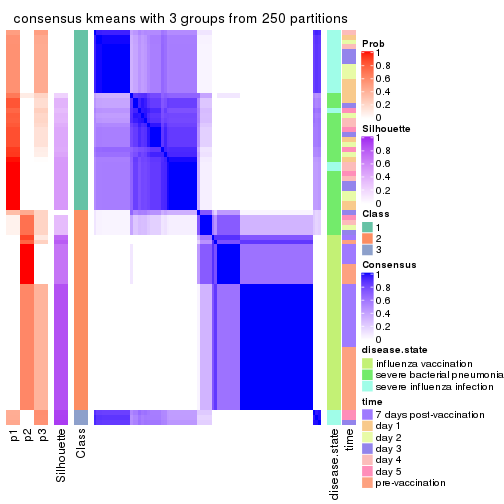 consensus kmeans with 3 groups from 250 partitions
Prob
1
0.8
0.6
0.4
0.2
0
Silhouette
1
0.8
0.6
0.4
0.2
0
Class
1
2
3
Consensus
1
0.8
0.6
0.4
0.2
0
disease.state
influenza vaccination
severe bacterial pneumonia
severe influenza infection
time
7 days post-vaccination
day 1
day 2
day 3
day 4
day 5
pre-vaccination
p1
p2
p3
Silhouette
Class
disease.state
time